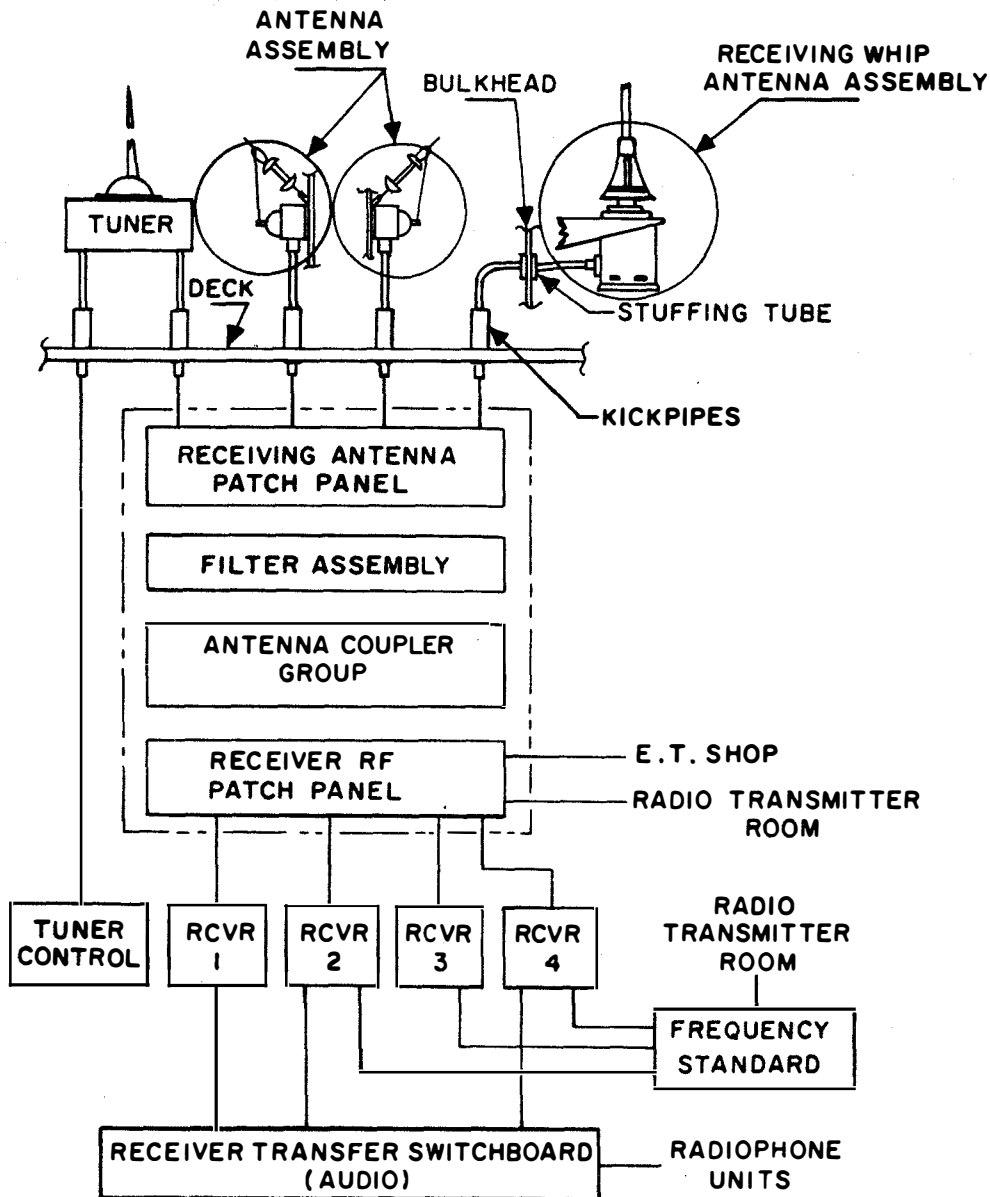 ANTENNA
ASSEMBLY
BULKHEAD
RECEIVING WHIP
ANTENNA ASSEMBLY
TUNER
DECK
STUFFING TUBE
KICKPIPES
RECEIVING ANTENNA
PATCH PANEL
FILTER ASSEMBLY
ANTENNA COUPLER
GROUP
RECEIVER RF
PATCH PANEL
E.T. SHOP
RADIO TRANSMITTER
ROOM
TUNER
CONTROL
RCVR
1
RCVR
2
RCVR
3
RCVR
4
RADIO
TRANSMITTER
ROOM
FREQUENCY
STANDARD
RECEIVER TRANSFER SWITCHBOARD
(AUDIO)
RADIOPHONE
UNITS